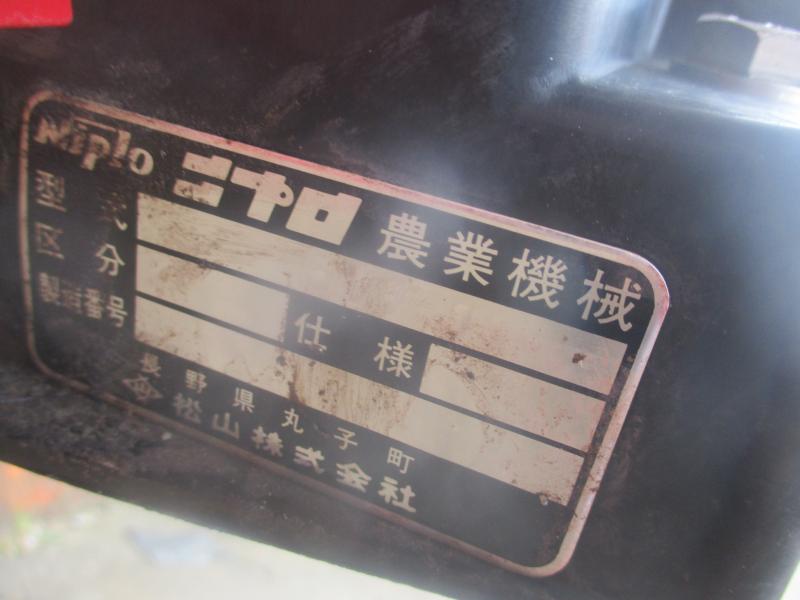 Niplo ニプロ 農業機械
型式
区分 仕様
製造番号
長野県丸子町
松山株式会社